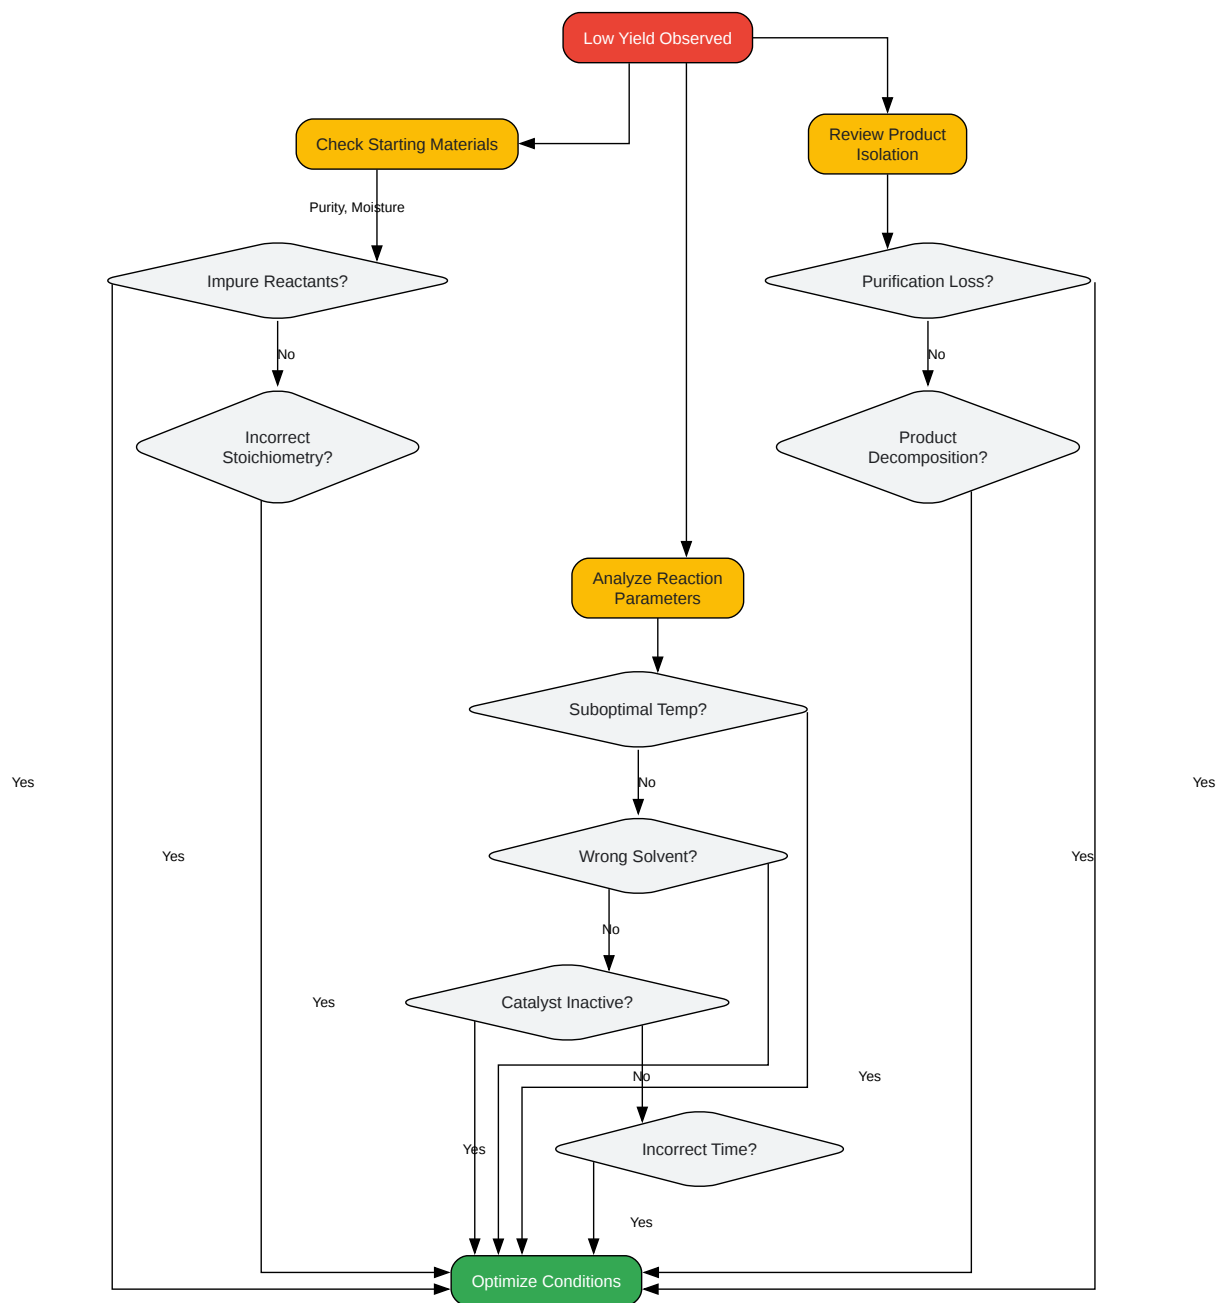 Low Yield Observed
Check Starting Materials
Review Product
Isolation
Purity, Moisture
Impure Reactants?
Purification Loss?
No
No
Incorrect
Stoichiometry?
Product
Decomposition?
Analyze Reaction
Parameters
Suboptimal Temp?
Yes
No
Yes
Yes
Wrong Solvent?
Yes
No
Yes
Catalyst Inactive?
No
Yes
Yes
Incorrect Time?
Yes
Optimize Conditions